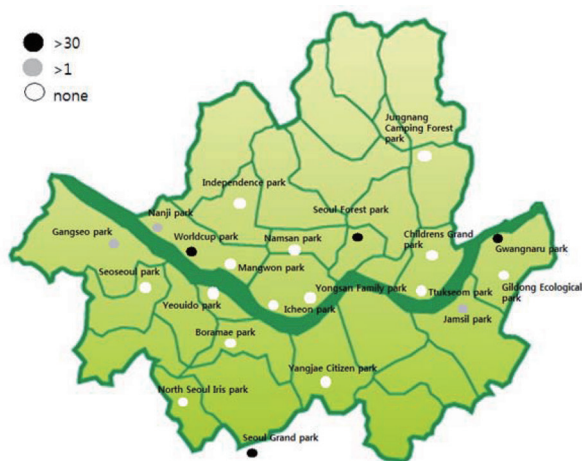 >30
>1
none
Jungnang
Camping Forest
park
Independence park
Nanji park
Seoul Forest park
Gangseo park
Worldcup park
Namsan park
Childrens Grand
park
Gwangnaru park
Seoseoul park
Mangwon park
Yeouido park
Icheon park
Yongsan Family park
Ttukseom park
Gildong Ecological
park
Jamsil park
Boramae park
Yangjae Citizen park
North Seoul Iris park
Seoul Grand park